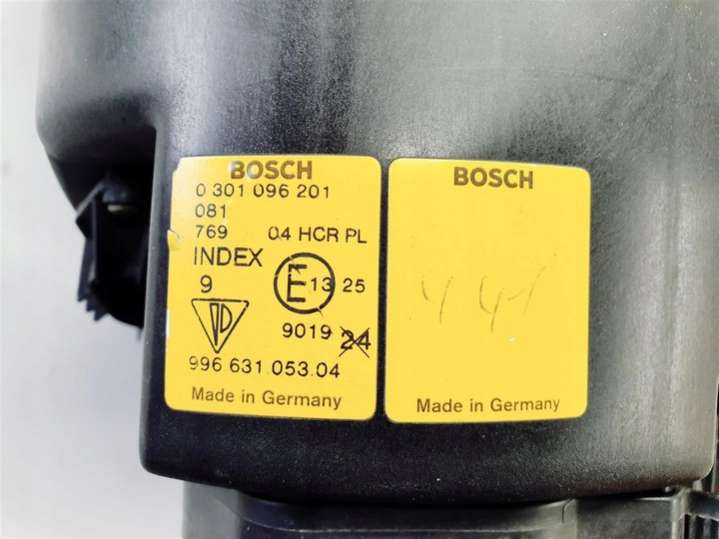 BOSCH
0 301 096 201
081
769 04 HCR PL
INDEX
9 E 13 25
9019 24
996 631.053.04
Made in Germany
BOSCH
Made in Germany